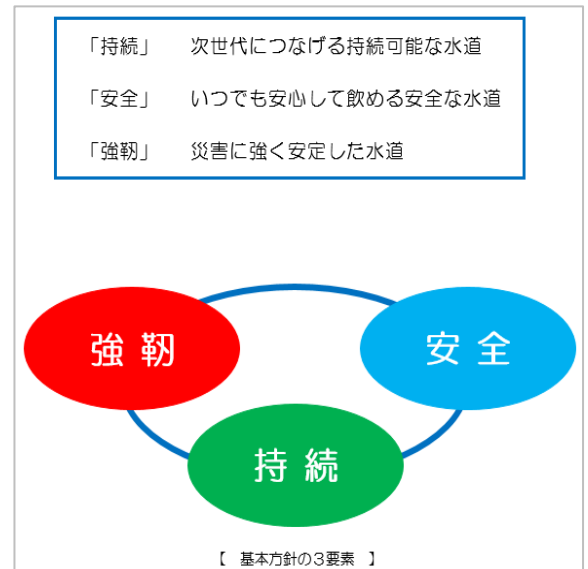 「持続」 次世代につなげる持続可能な水道
「安全」 いつでも安心して飲める安全な水道
「強靭」 災害に強く安定した水道
強 靭
安 全
持 続
【 基本方針の3要素 】